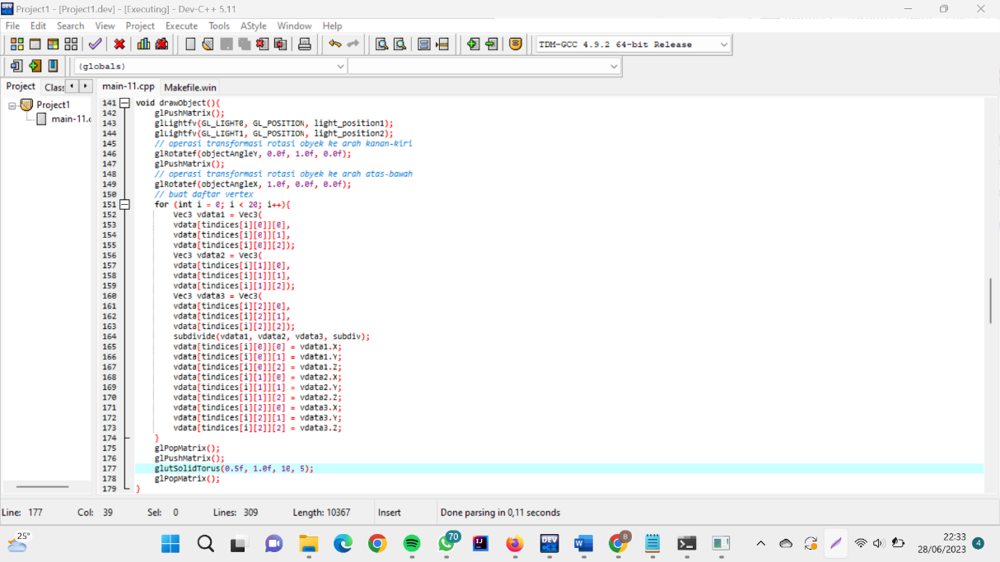 Project1 - [Project1.dev] - [Executing] - Dev-C++ 5.11
File Edit Search View Project Execute Tools AStyle Window Help
TDM-GCC 4.9.2 64-bit Release
(globals)
Project Class main-11.cpp Makefile.win
Project1
main-11.c
141 void drawObject(){
142 glPushMatrix();
143 glLightfv(GL_LIGHT0, GL_POSITION, light_position1);
144 glLightfv(GL_LIGHT1, GL_POSITION, light_position2);
145 // operasi transformasi rotasi obyek ke arah kanan-kiri
146 glRotatef(objectAngleY, 0.0f, 1.0f, 0.0f);
147 glPushMatrix();
148 // operasi transformasi rotasi obyek ke arah atas-bawah
149 glRotatef(objectAngleX, 1.0f, 0.0f, 0.0f);
150 // buat daftar vertex
151 for (int i = 0; i < 20; i++){
152 Vec3 vdata1 = Vec3(
153 vdata[tindices[i][0]][0],
154 vdata[tindices[i][0]][1],
155 vdata[tindices[i][0]][2]);
156 Vec3 vdata2 = Vec3(
157 vdata[tindices[i][1]][0],
158 vdata[tindices[i][1]][1],
159 vdata[tindices[i][1]][2]);
160 Vec3 vdata3 = Vec3(
161 vdata[tindices[i][2]][0],
162 vdata[tindices[i][2]][1],
163 vdata[tindices[i][2]][2]);
164 subdivide(vdata1, vdata2, vdata3, subdiv);
165 vdata[tindices[i][0]][0] = vdata1.X;
166 vdata[tindices[i][0]][1] = vdata1.Y;
167 vdata[tindices[i][0]][2] = vdata1.Z;
168 vdata[tindices[i][1]][0] = vdata2.X;
169 vdata[tindices[i][1]][1] = vdata2.Y;
170 vdata[tindices[i][1]][2] = vdata2.Z;
171 vdata[tindices[i][2]][0] = vdata3.X;
172 vdata[tindices[i][2]][1] = vdata3.Y;
173 vdata[tindices[i][2]][2] = vdata3.Z;
174 }
175 glPopMatrix();
176 glPushMatrix();
177 glutSolidTorus(0.5f, 1.0f, 10, 5);
178 glPopMatrix();
179 }
Line: 177 Col: 39 Sel: 0 Lines: 309 Length: 10367 Insert Done parsing in 0,11 seconds
25°
70
B
22:33
28/06/2023
4